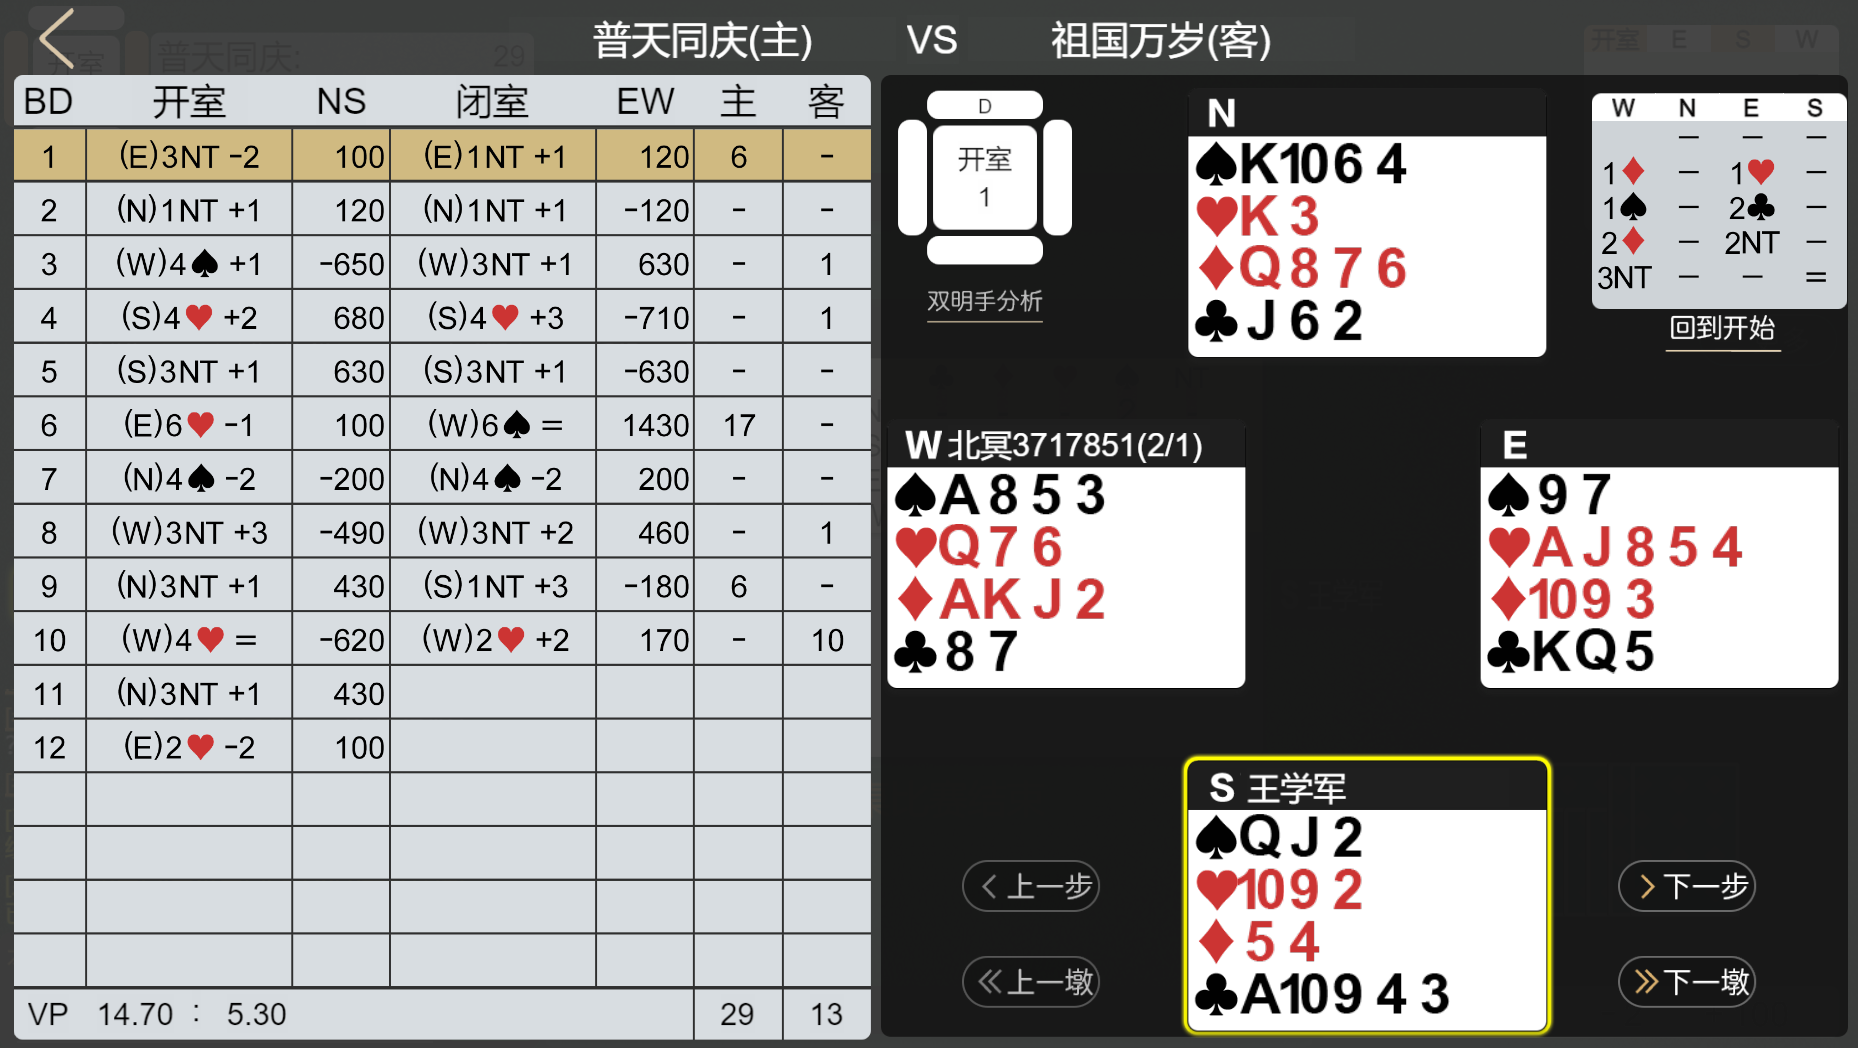 普天同庆(主) VS 祖国万岁(客)
BD 开室 NS 闭室 EW 主 客
1 (E)3NT -2 100 (E)1NT +1 120 6 -
2 (N)1NT +1 120 (N)1NT +1 -120 - -
3 (W)4♠ +1 -650 (W)3NT +1 630 - 1
4 (S)4♥ +2 680 (S)4♥ +3 -710 - 1
5 (S)3NT +1 630 (S)3NT +1 -630 - -
6 (E)6♥ -1 100 (W)6♠ = 1430 17 -
7 (N)4♠ -2 -200 (N)4♠ -2 200 - -
8 (W)3NT +3 -490 (W)3NT +2 460 - 1
9 (N)3NT +1 430 (S)1NT +3 -180 6 -
10 (W)4♥ = -620 (W)2♥ +2 170 - 10
11 (N)3NT +1 430
12 (E)2♥ -2 100
VP 14.70 : 5.30 29 13
D
开室
1
双明手分析
N
♠K 10 6 4
♥K 3
♦Q 8 7 6
♣J 6 2
W N E S
- - -
1♦ - 1♥ -
1♠ - 2♣ -
2♦ - 2NT -
3NT - - =
回到开始
W 北冥3717851(2/1)
♠A 8 5 3
♥Q 7 6
♦A K J 2
♣8 7
E
♠9 7
♥A J 8 5 4
♦10 9 3
♣K Q 5
S 王学军
♠Q J 2
♥10 9 2
♦5 4
♣A 10 9 4 3
上一步
下一步
上一墩
下一墩